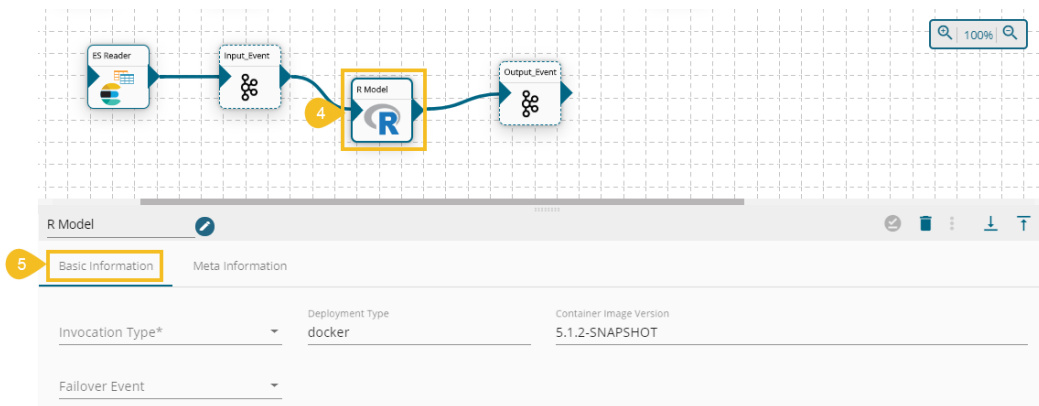 ES Reader
Input_Event
R Model
Output_Event
100%
4
R
R Model
5
Basic Information
Meta Information
Invocation Type*
Deployment Type
docker
Container Image Version
5.1.2-SNAPSHOT
Failover Event